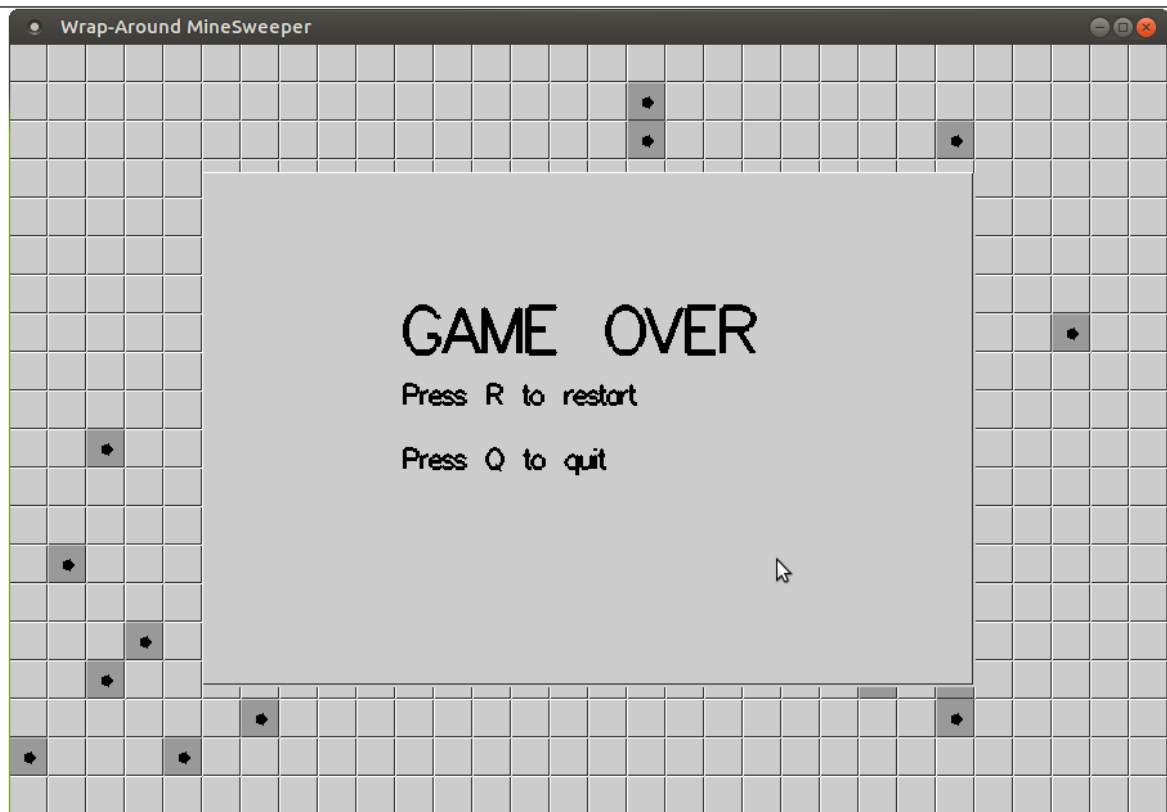 Wrap-Around MineSweeper
GAME OVER
Press R to restart
Press Q to quit